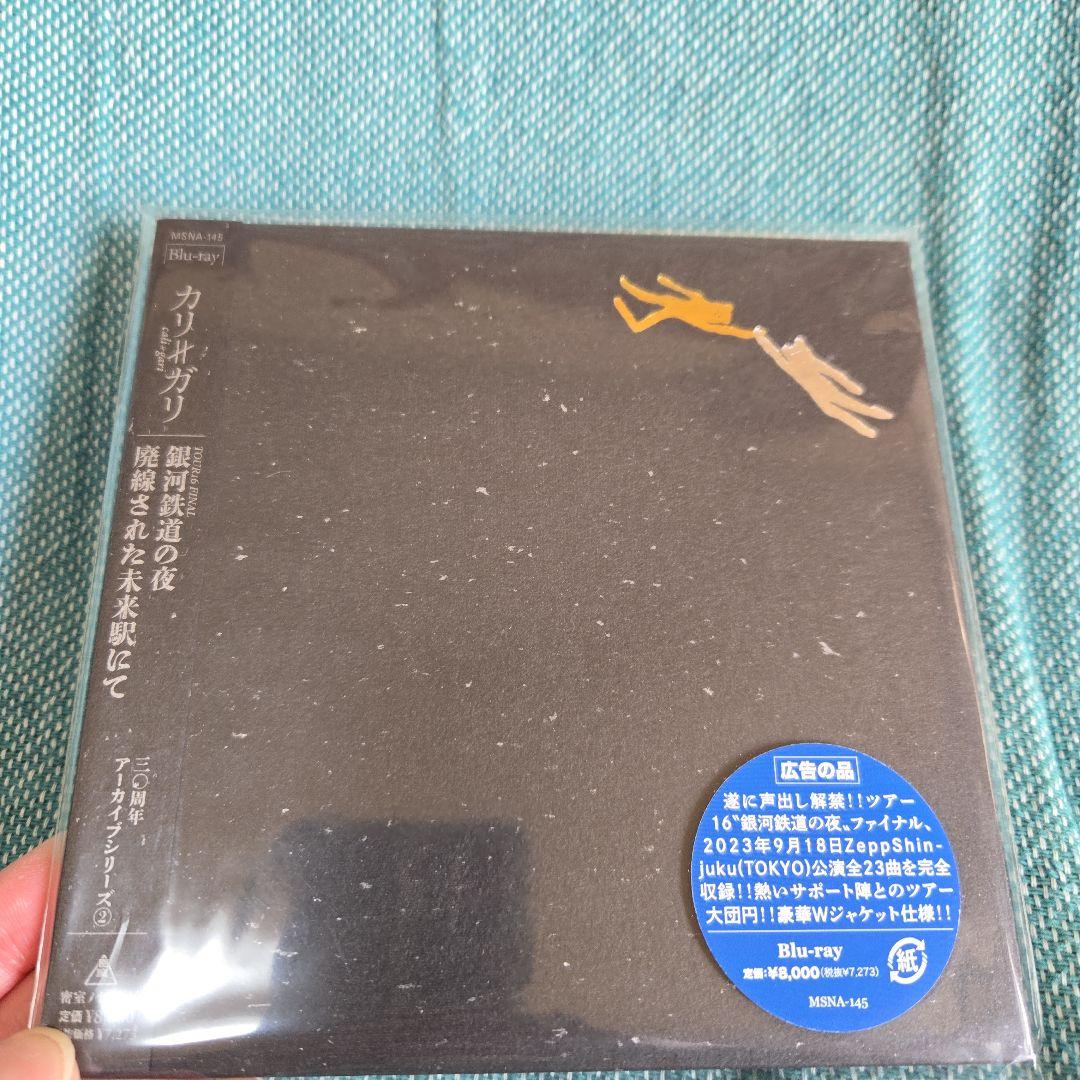 MSNA-145
Blu-ray
カリ≠ガリ
cali≠gari
TOUR16 FINAL
銀河鉄道の夜
廃線された未来駅にて
三〇周年
アーカイブシリーズ②
密室
定価
広告の品
遂に声出し解禁!!ツアー
16〝銀河鉄道の夜〟ファイナル、
2023年9月18日ZeppShin-
juku(TOKYO)公演全23曲を完全
収録!!熱いサポート陣とのツアー
大団円!!豪華Wジャケット仕様!!
Blu-ray
定価:¥8,000(税抜¥7,273)
紙
MSNA-145